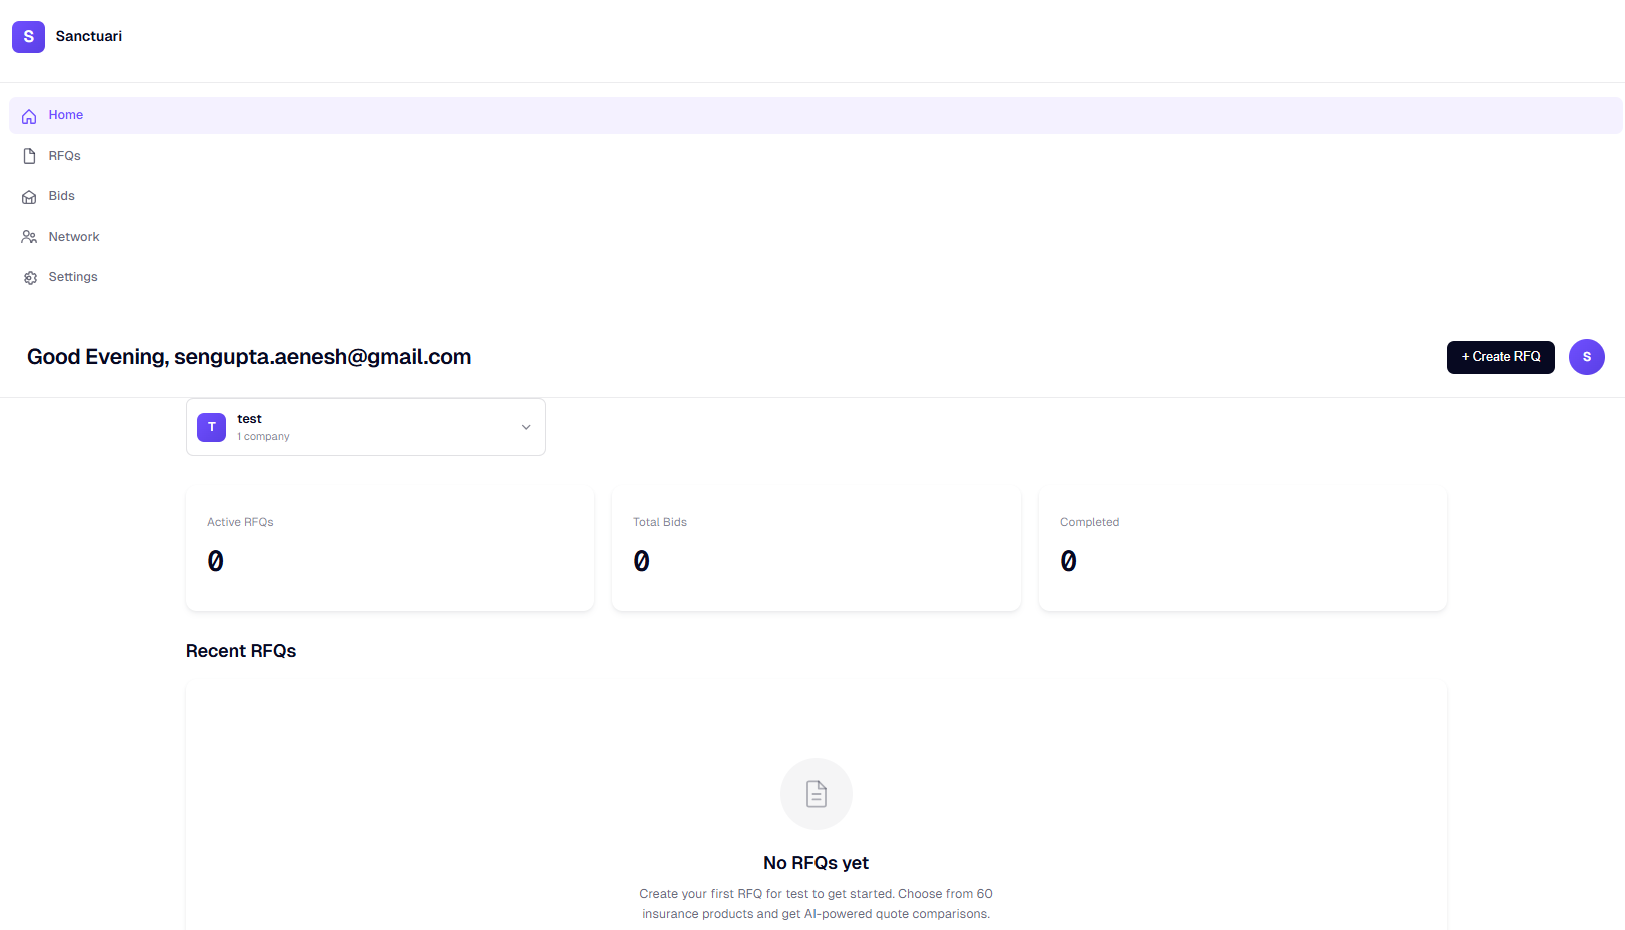 S
Sanctuari
Home
RFQs
Bids
Network
Settings
Good Evening, sengupta.aenesh@gmail.com
+ Create RFQ
S
T
test
1 company
Active RFQs
0
Total Bids
0
Completed
0
Recent RFQs
No RFQs yet
Create your first RFQ for test to get started. Choose from 60
insurance products and get AI-powered quote comparisons.